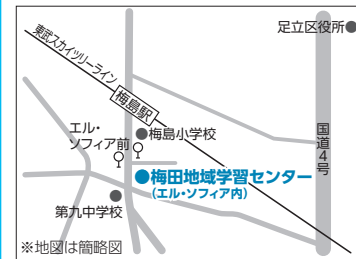 足立区役所
東武スカイツリーライン
梅島駅
梅島小学校
エル・
ソフィア前
国道4号
梅田地域学習センター
（エル・ソフィア内）
第九中学校
※地図は簡略図